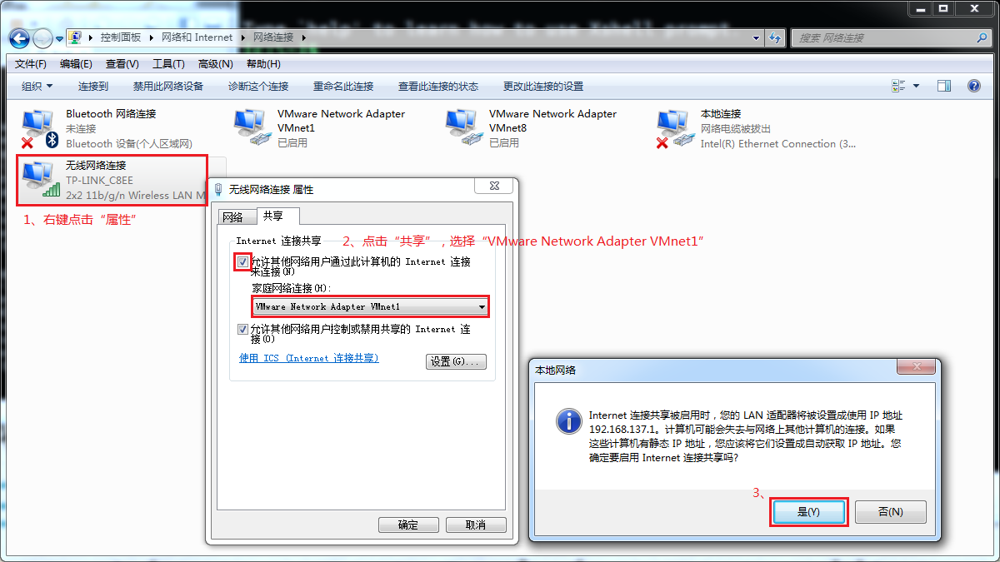 Type `help' to learn how to use Xshell prompt.
控制面板 ▸ 网络和 Internet ▸ 网络连接 ▸
搜索 网络连接
文件(F) 编辑(E) 查看(V) 工具(T) 高级(N) 帮助(H)
组织 连接到 禁用此网络设备 诊断这个连接 重命名此连接 查看此连接的状态 更改此连接的设置
Bluetooth 网络连接
未连接
Bluetooth 设备(个人区域网)
VMware Network Adapter
VMnet1
已启用
VMware Network Adapter
VMnet8
已启用
本地连接
网络电缆被拔出
Intel(R) Ethernet Connection (3...
无线网络连接
TP-LINK_C8EE
2x2 11b/g/n Wireless LAN M
1、右键点击“属性”
无线网络连接 属性
网络 共享
Internet 连接共享
2、点击“共享”，选择“VMware Network Adapter VMnet1”
允许其他网络用户通过此计算机的 Internet 连接
来连接(N)
家庭网络连接(H):
VMware Network Adapter VMnet1
允许其他网络用户控制或禁用共享的 Internet 连
接(O)
使用 ICS (Internet 连接共享)
设置(G)...
确定 取消
本地网络
Internet 连接共享被启用时，您的 LAN 适配器将被设置成使用 IP 地址
192.168.137.1。计算机可能会失去与网络上其他计算机的连接。如果
这些计算机有静态 IP 地址，您应该将它们设置成自动获取 IP 地址。您
确定要启用 Internet 连接共享吗?
3、
是(Y) 否(N)